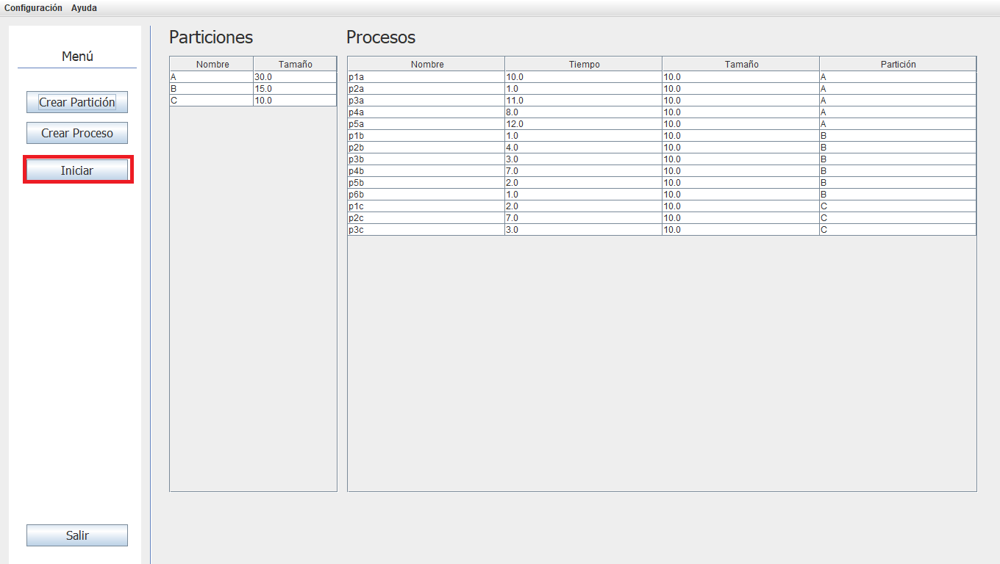 Configuración Ayuda
Menú
Crear Partición
Crear Proceso
Iniciar
Salir
Particiones
Nombre Tamaño
A 30.0
B 15.0
C 10.0
Procesos
Nombre Tiempo Tamaño Partición
p1a 10.0 10.0 A
p2a 1.0 10.0 A
p3a 11.0 10.0 A
p4a 8.0 10.0 A
p5a 12.0 10.0 A
p1b 1.0 10.0 B
p2b 4.0 10.0 B
p3b 3.0 10.0 B
p4b 7.0 10.0 B
p5b 2.0 10.0 B
p6b 1.0 10.0 B
p1c 2.0 10.0 C
p2c 7.0 10.0 C
p3c 3.0 10.0 C